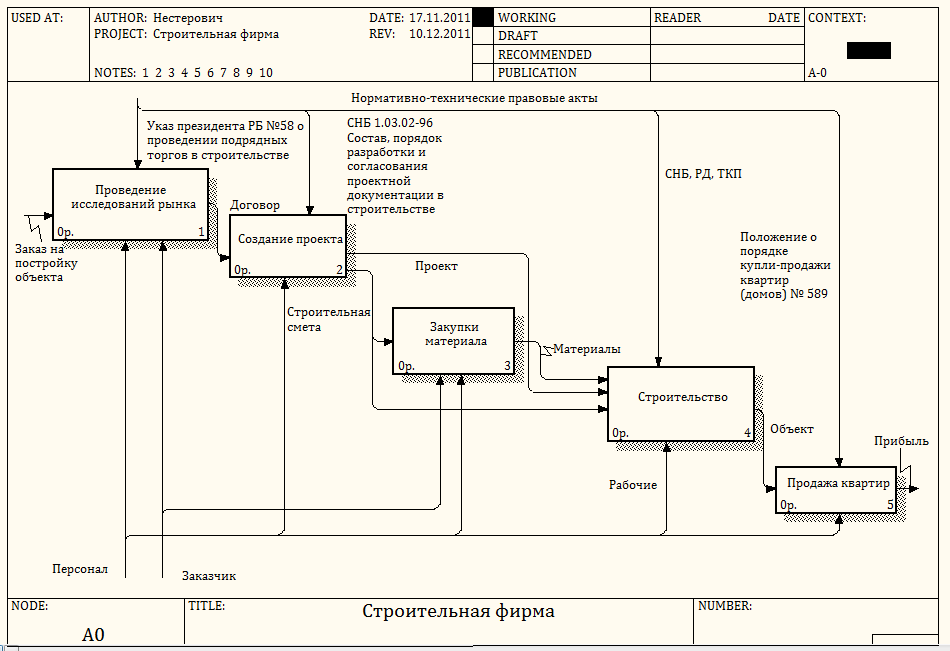 USED AT:
AUTHOR: Нестерович
DATE: 17.11.2011
PROJECT: Строительная фирма
REV: 10.12.2011
NOTES: 1 2 3 4 5 6 7 8 9 10
WORKING
DRAFT
RECOMMENDED
PUBLICATION
READER
DATE
CONTEXT:
A-0
Нормативно-технические правовые акты
Указ президента РБ №58 о
проведении подрядных
торгов в строительстве
СНБ 1.03.02-96
Состав, порядок
разработки и
согласования
проектной
документации в
строительстве
СНБ, РД, ТКП
Проведение
исследований рынка
0р.
1
Заказ на
постройку
объекта
Договор
Создание проекта
0р.
2
Проект
Положение о
порядке
купли-продажи
квартир
(домов) № 589
Строительная
смета
Закупки
материала
0р.
3
Материалы
Строительство
0р.
4
Объект
Прибыль
Рабочие
Продажа квартир
0р.
5
Персонал
Заказчик
NODE:
A0
TITLE:
Строительная фирма
NUMBER: